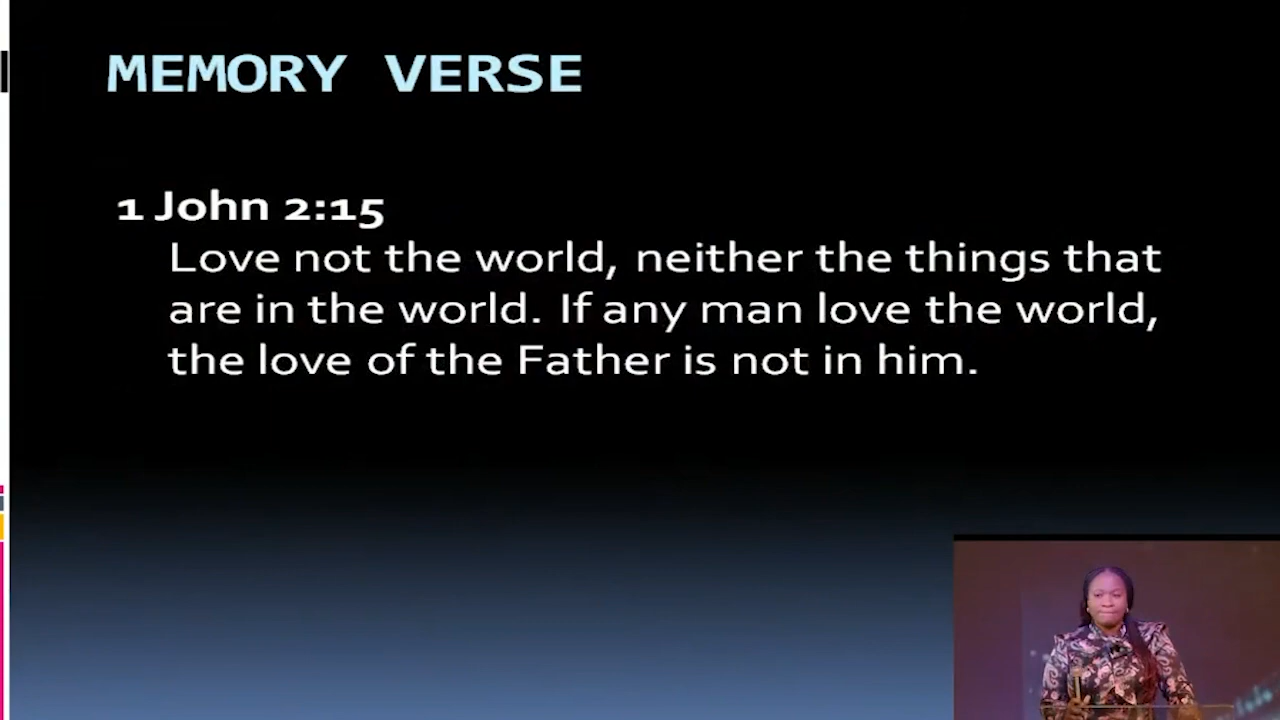 MEMORY VERSE
1 John 2:15
Love not the world, neither the things that
are in the world. If any man love the world,
the love of the Father is not in him.